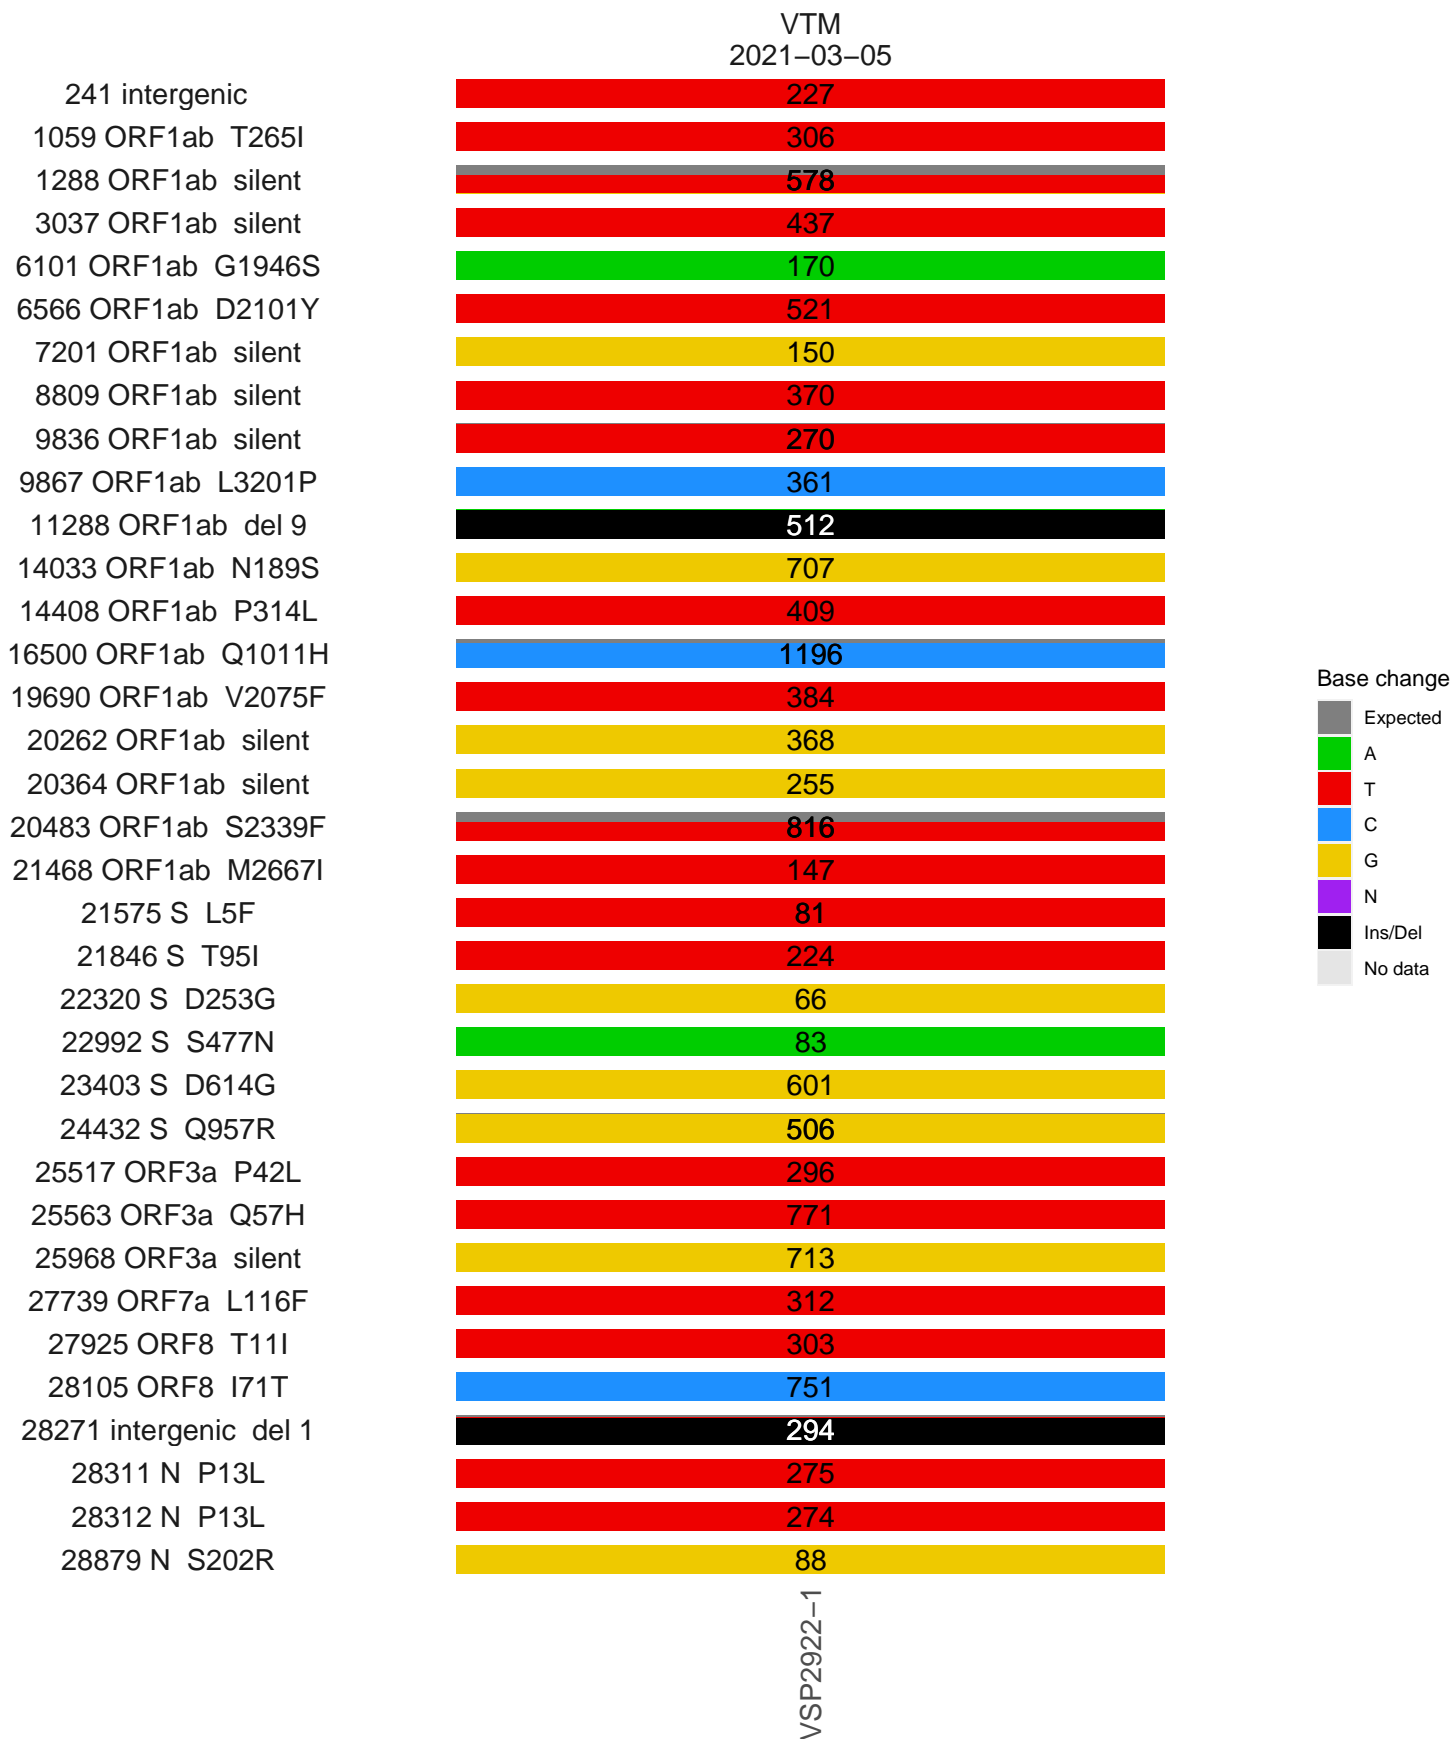 VTM
2021−03−05
241 intergenic 227
1059 ORF1ab T265I 306
1288 ORF1ab silent 578
3037 ORF1ab silent 437
6101 ORF1ab G1946S 170
6566 ORF1ab D2101Y 521
7201 ORF1ab silent 150
8809 ORF1ab silent 370
9836 ORF1ab silent 270
9867 ORF1ab L3201P 361
11288 ORF1ab del 9 512
14033 ORF1ab N189S 707
14408 ORF1ab P314L 409
16500 ORF1ab Q1011H 1196
19690 ORF1ab V2075F 384
20262 ORF1ab silent 368
20364 ORF1ab silent 255
20483 ORF1ab S2339F 816
21468 ORF1ab M2667I 147
21575 S L5F 81
21846 S T95I 224
22320 S D253G 66
22992 S S477N 83
23403 S D614G 601
24432 S Q957R 506
25517 ORF3a P42L 296
25563 ORF3a Q57H 771
25968 ORF3a silent 713
27739 ORF7a L116F 312
27925 ORF8 T11I 303
28105 ORF8 I71T 751
28271 intergenic del 1 294
28311 N P13L 275
28312 N P13L 274
28879 N S202R 88
VSP2922−1
Base change
Expected
A
T
C
G
N
Ins/Del
No data